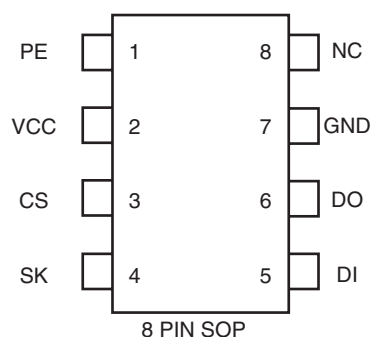 PE 1 8 NC
VCC 2 7 GND
CS 3 6 DO
SK 4 5 DI
8 PIN SOP